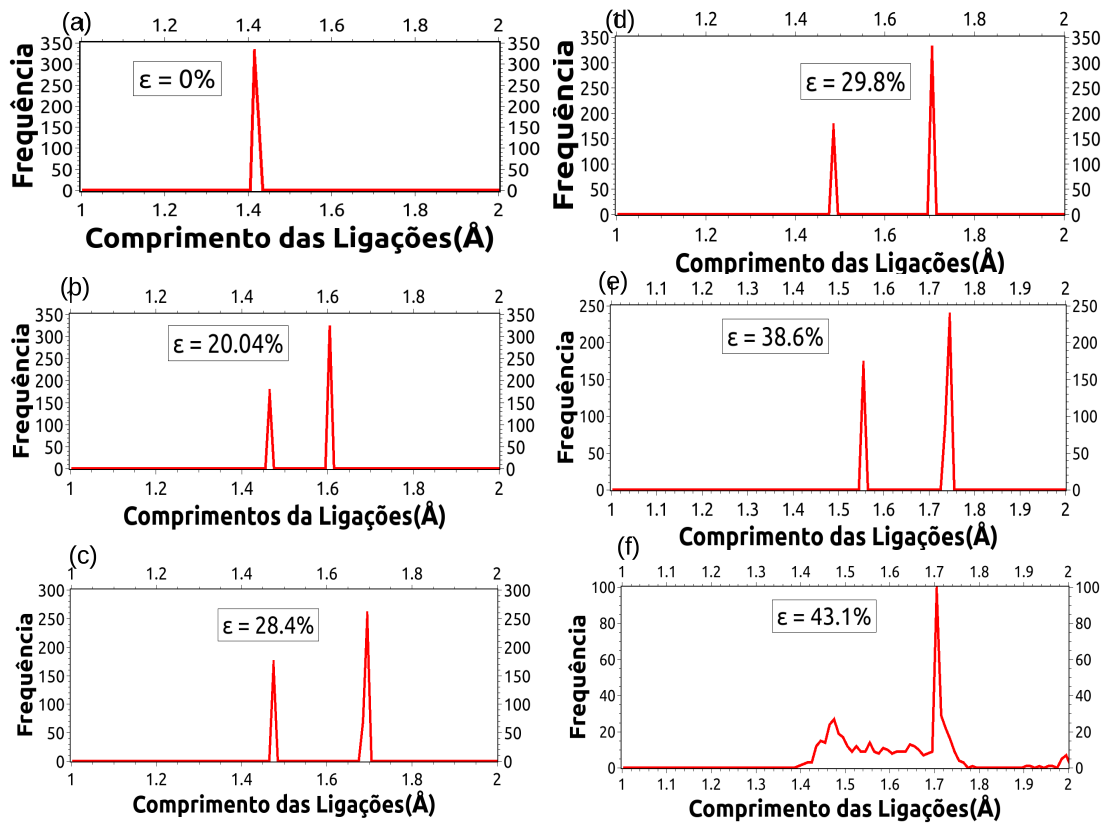 (a)
1 1.2 1.4 1.6 1.8 2
350 350
300 300
250 250
200 200
150 150
100 100
50 50
0 0
Frequência
ε = 0%
1 1.2 1.4 1.6 1.8 2
Comprimento das Ligações(Å)
(b)
1 1.2 1.4 1.6 1.8 2
350 350
300 300
250 250
200 200
150 150
100 100
50 50
0 0
Frequência
ε = 20.04%
1 1.2 1.4 1.6 1.8 2
Comprimentos da Ligações(Å)
(c)
1 1.2 1.4 1.6 1.8 2
300 300
250 250
200 200
150 150
100 100
50 50
0 0
Frequência
ε = 28.4%
1 1.2 1.4 1.6 1.8 2
Comprimento das Ligações(Å)
(d)
1 1.2 1.4 1.6 1.8 2
350 350
300 300
250 250
200 200
150 150
100 100
50 50
0 0
Frequência
ε = 29.8%
1 1.2 1.4 1.6 1.8 2
Comprimento das Ligações(Å)
(e)
1 1.1 1.2 1.3 1.4 1.5 1.6 1.7 1.8 1.9 2
250 250
200 200
150 150
100 100
50 50
0 0
Frequência
ε = 38.6%
1 1.1 1.2 1.3 1.4 1.5 1.6 1.7 1.8 1.9 2
Comprimento das Ligações(Å)
(f)
1 1.1 1.2 1.3 1.4 1.5 1.6 1.7 1.8 1.9 2
100 100
80 80
60 60
40 40
20 20
0 0
Frequência
ε = 43.1%
1 1.1 1.2 1.3 1.4 1.5 1.6 1.7 1.8 1.9 2
Comprimento das Ligações(Å)